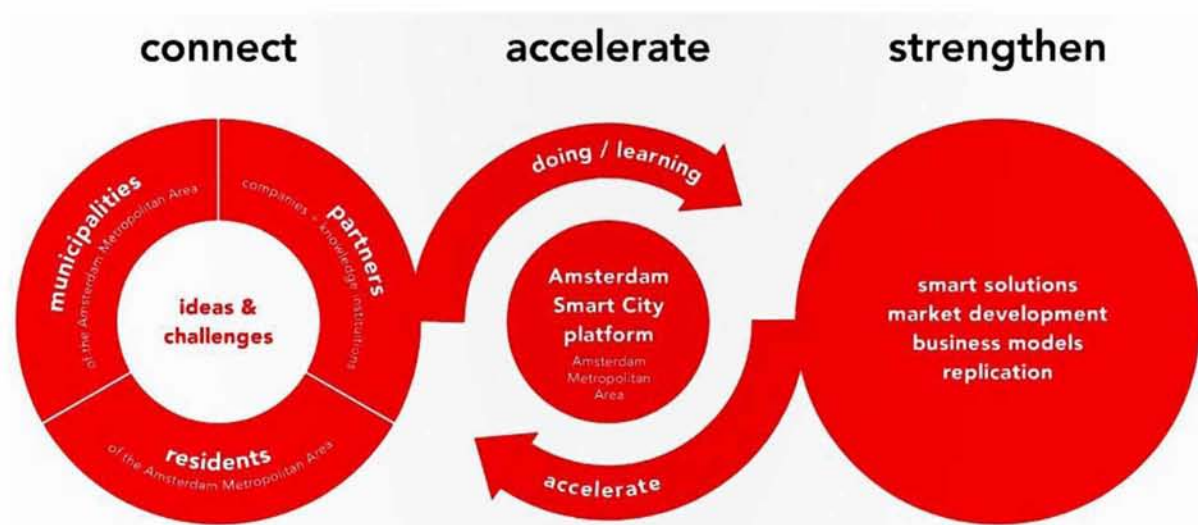 connect
accelerate
strengthen
municipalities
of the Amsterdam Metropolitan Area
partners
companies + knowledge instituitions
residents
of the Amsterdam Metropolitan Area
ideas &
challenges
doing / learning
Amsterdam
Smart City
platform
Amsterdam
Metropolitan
Area
accelerate
smart solutions
market development
business models
replication